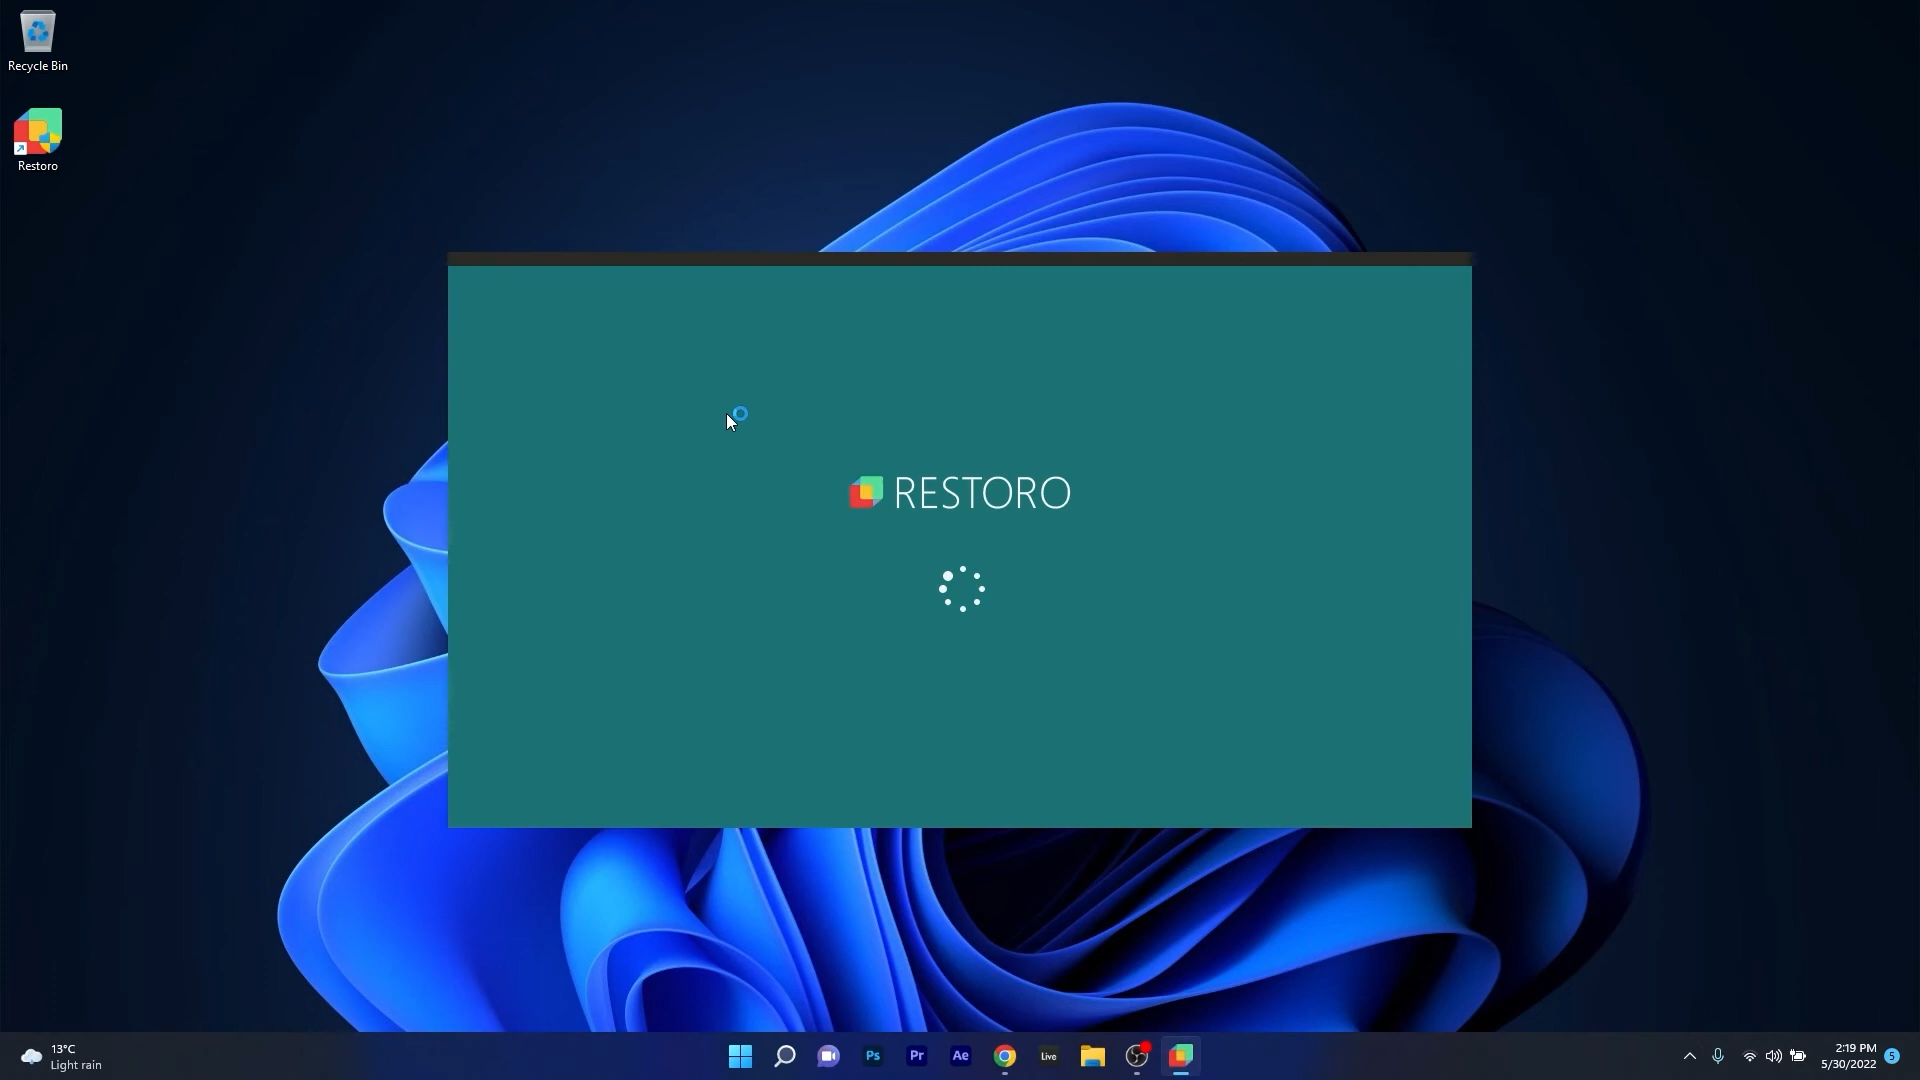 Recycle Bin
Restoro
RESTORO
13°C
Light rain
Ps
Pr
Ae
Live
2:19 PM
5/30/2022
5